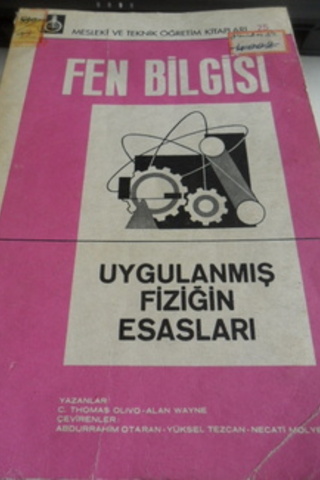 MESLEKİ VE TEKNİK ÖĞRETİM KİTAPLARI
FEN BİLGİSİ
UYGULANMIŞ
FİZİĞİN
ESASLARI
YAZANLAR:
C. THOMAS OLIVO-ALAN WAYNE
ÇEVİRENLER:
ABDURRAHİM OTARAN-YÜKSEL TEZCAN-NECATİ